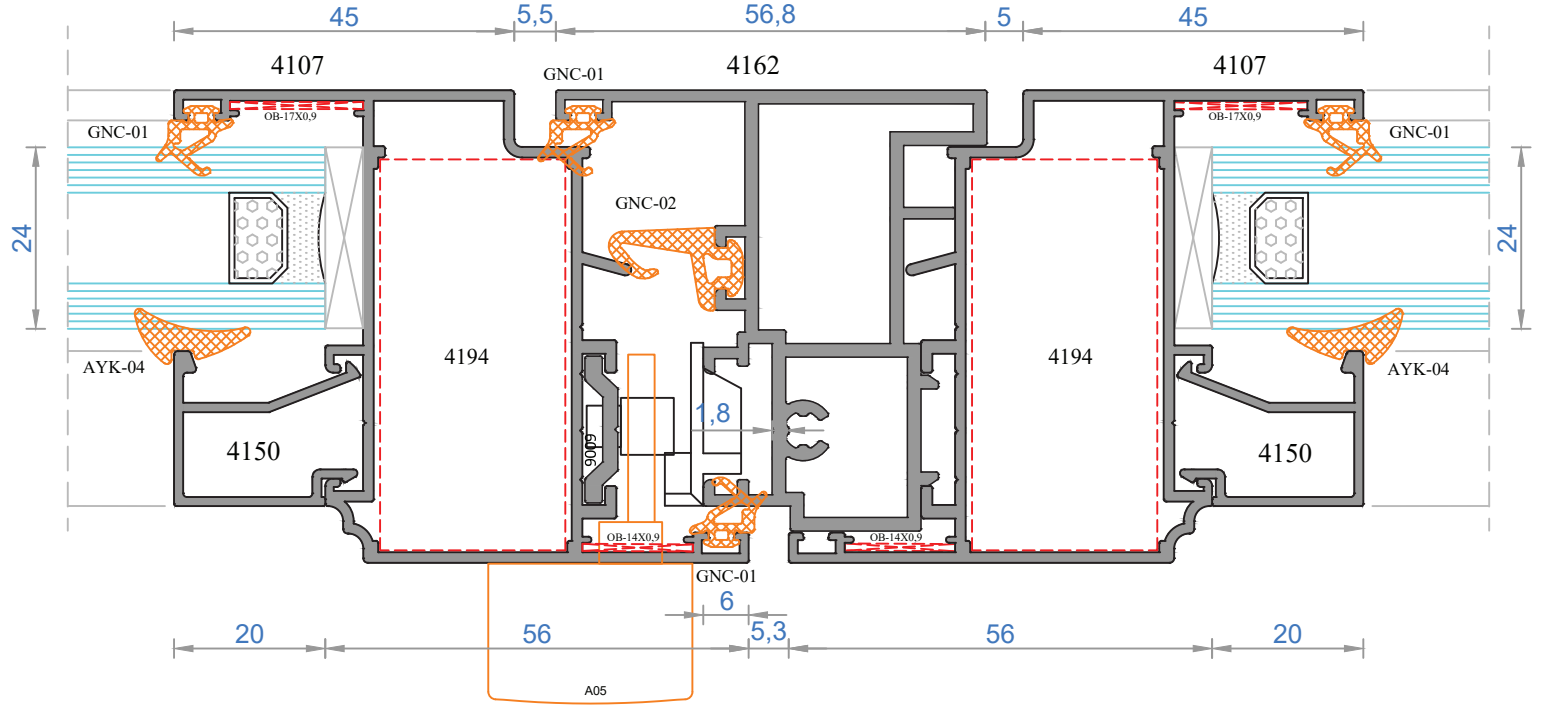 45 5,5 56,8 5 45
4107 GNC-01 4162 4107
OB-17X0,9 OB-17X0,9
GNC-01 GNC-01
GNC-02
24 24
4194 4194
AYK-04 AYK-04
1,8
4150 9009 4150
OB-14X0,9 OB-14X0,9
GNC-01
6
20 56 5,3 56 20
A05